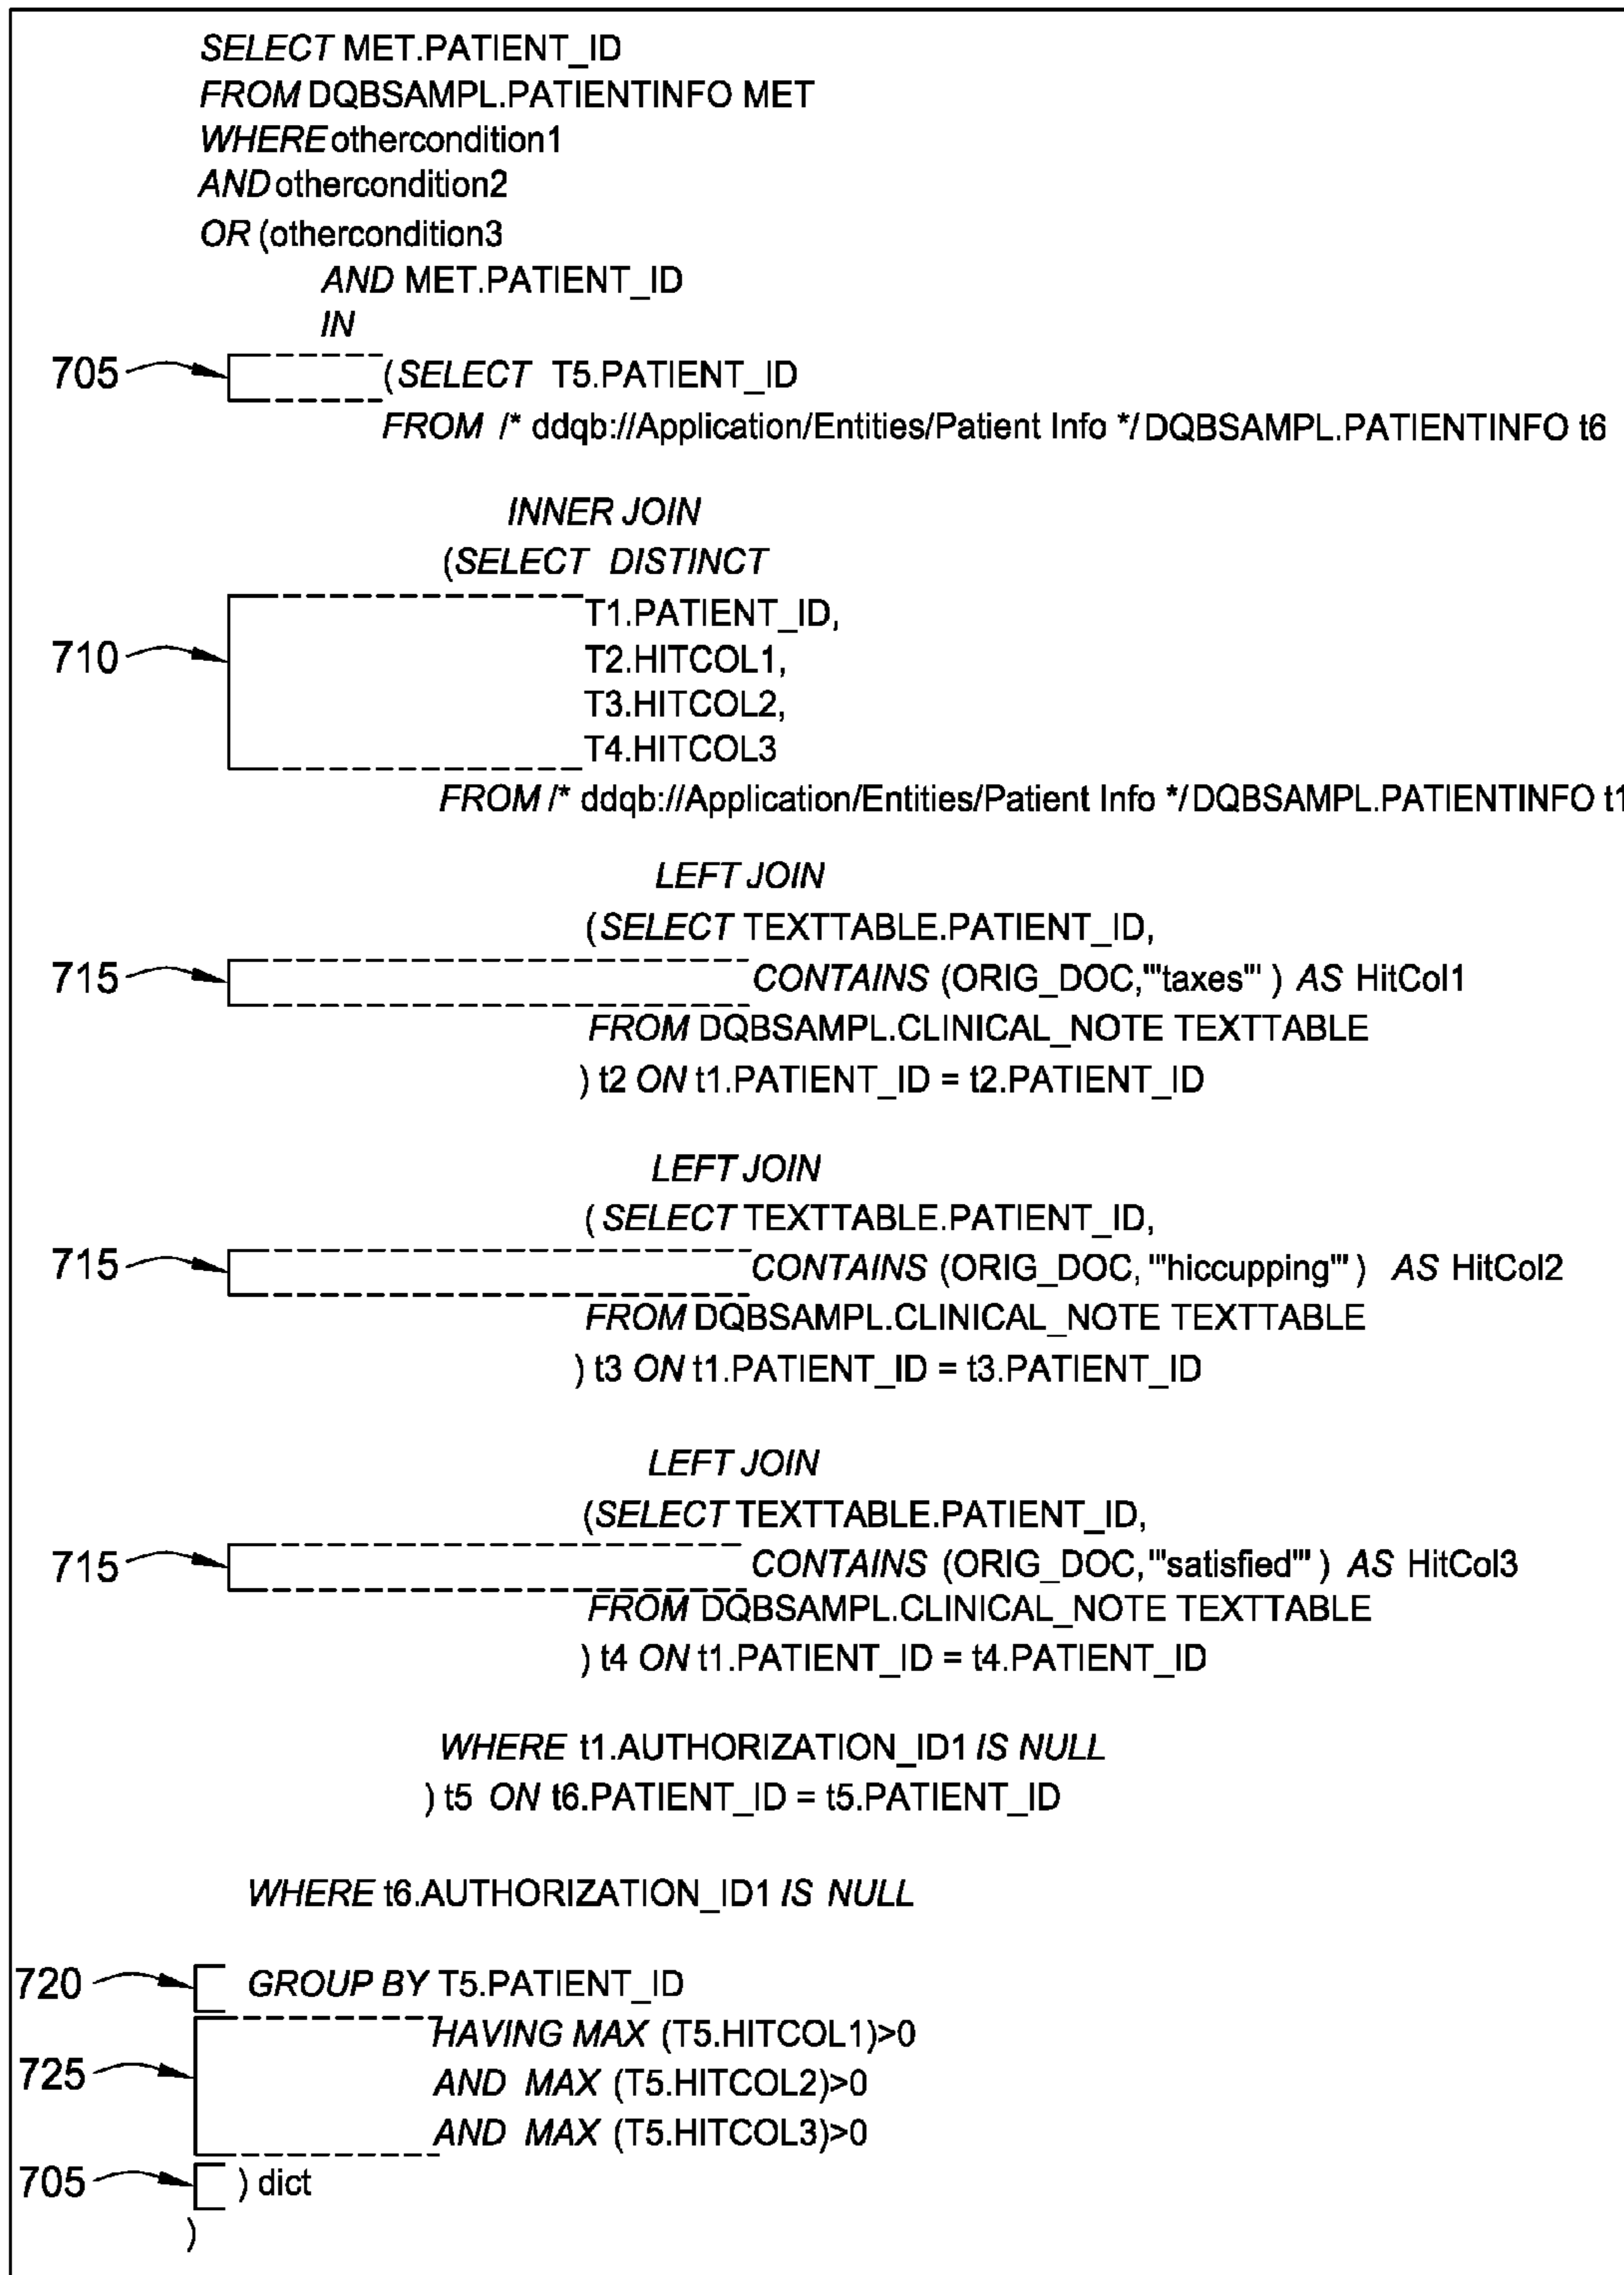 SELECT MET.PATIENT_ID
FROM DQBSAMPL.PATIENTINFO MET
WHERE othercondition1
AND othercondition2
OR (othercondition3
AND MET.PATIENT_ID
IN
705 (SELECT T5.PATIENT_ID
FROM /* ddqb://Application/Entities/Patient Info */ DQBSAMPL.PATIENTINFO t6
INNER JOIN
(SELECT DISTINCT
T1.PATIENT_ID,
710 T2.HITCOL1,
T3.HITCOL2,
T4.HITCOL3
FROM /* ddqb://Application/Entities/Patient Info */ DQBSAMPL.PATIENTINFO t1
LEFT JOIN
(SELECT TEXTTABLE.PATIENT_ID,
715 CONTAINS (ORIG_DOC,'"taxes"' ) AS HitCol1
FROM DQBSAMPL.CLINICAL_NOTE TEXTTABLE
) t2 ON t1.PATIENT_ID = t2.PATIENT_ID
LEFT JOIN
( SELECT TEXTTABLE.PATIENT_ID,
715 CONTAINS (ORIG_DOC, '"hiccupping"' ) AS HitCol2
FROM DQBSAMPL.CLINICAL_NOTE TEXTTABLE
) t3 ON t1.PATIENT_ID = t3.PATIENT_ID
LEFT JOIN
(SELECT TEXTTABLE.PATIENT_ID,
715 CONTAINS (ORIG_DOC,'"satisfied"' ) AS HitCol3
FROM DQBSAMPL.CLINICAL_NOTE TEXTTABLE
) t4 ON t1.PATIENT_ID = t4.PATIENT_ID
WHERE t1.AUTHORIZATION_ID1 IS NULL
) t5 ON t6.PATIENT_ID = t5.PATIENT_ID
WHERE t6.AUTHORIZATION_ID1 IS NULL
720 GROUP BY T5.PATIENT_ID
HAVING MAX (T5.HITCOL1)>0
725 AND MAX (T5.HITCOL2)>0
AND MAX (T5.HITCOL3)>0
705 ) dict
)